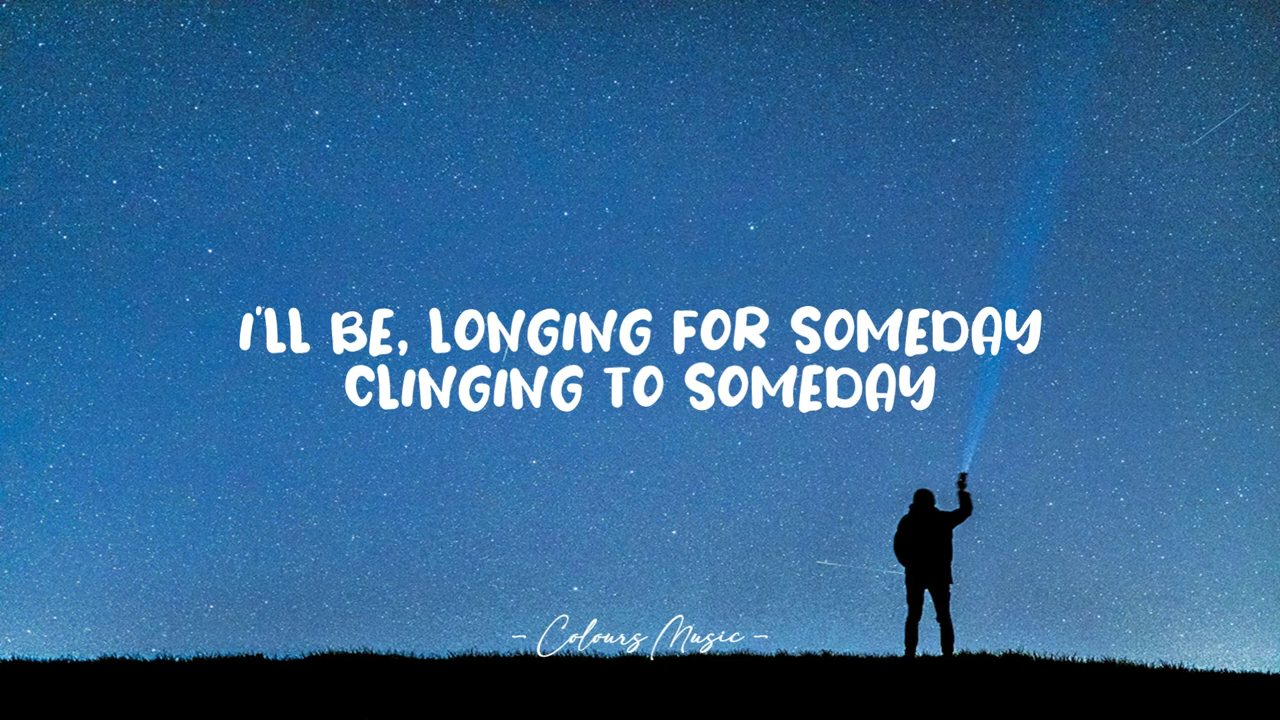 I'LL BE, LONGING FOR SOMEDAY
CLINGING TO SOMEDAY
- Colours Music -